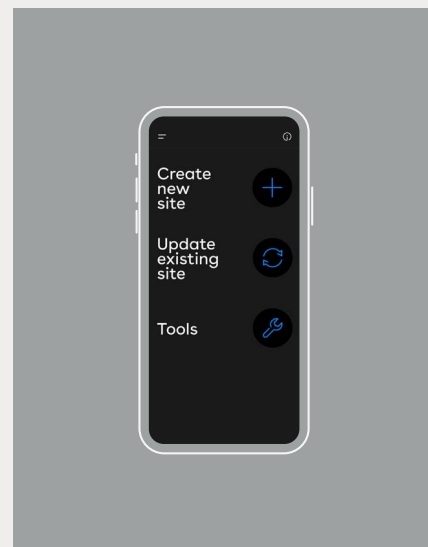 Create
new
site
Update
existing
site
Tools